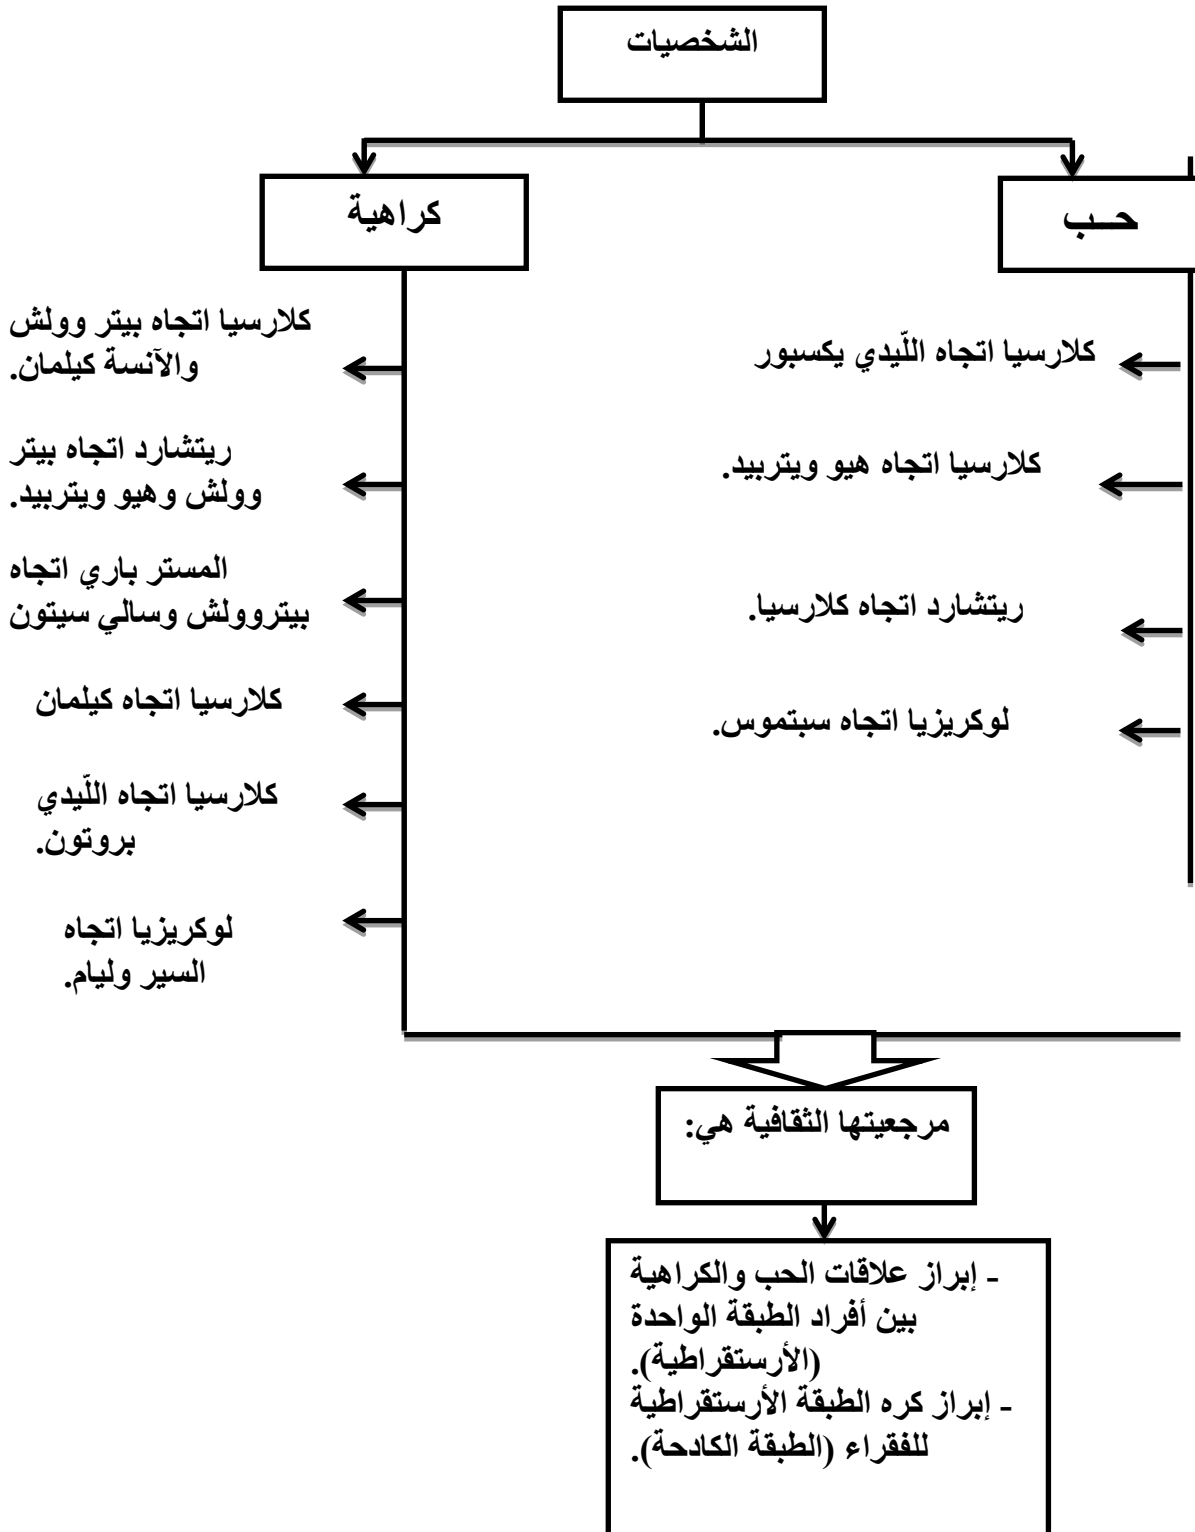 الشخصيات
حــب
كراهية
كلارسيا اتجاه اللّيدي يكسبور
كلارسيا اتجاه هيو ويتربيد.
ريتشارد اتجاه كلارسيا.
لوكريزيا اتجاه سبتموس.
كلارسيا اتجاه بيتر وولش
والآنسة كيلمان.
ريتشارد اتجاه بيتر
وولش وهيو ويتربيد.
المستر باري اتجاه
بيتروولش وسالي سيتون
كلارسيا اتجاه كيلمان
كلارسيا اتجاه اللّيدي
بروتون.
لوكريزيا اتجاه
السير وليام.
مرجعيتها الثقافية هي:
- إبراز علاقات الحب والكراهية
بين أفراد الطبقة الواحدة
(الأرستقراطية).
- إبراز كره الطبقة الأرستقراطية
للفقراء (الطبقة الكادحة).